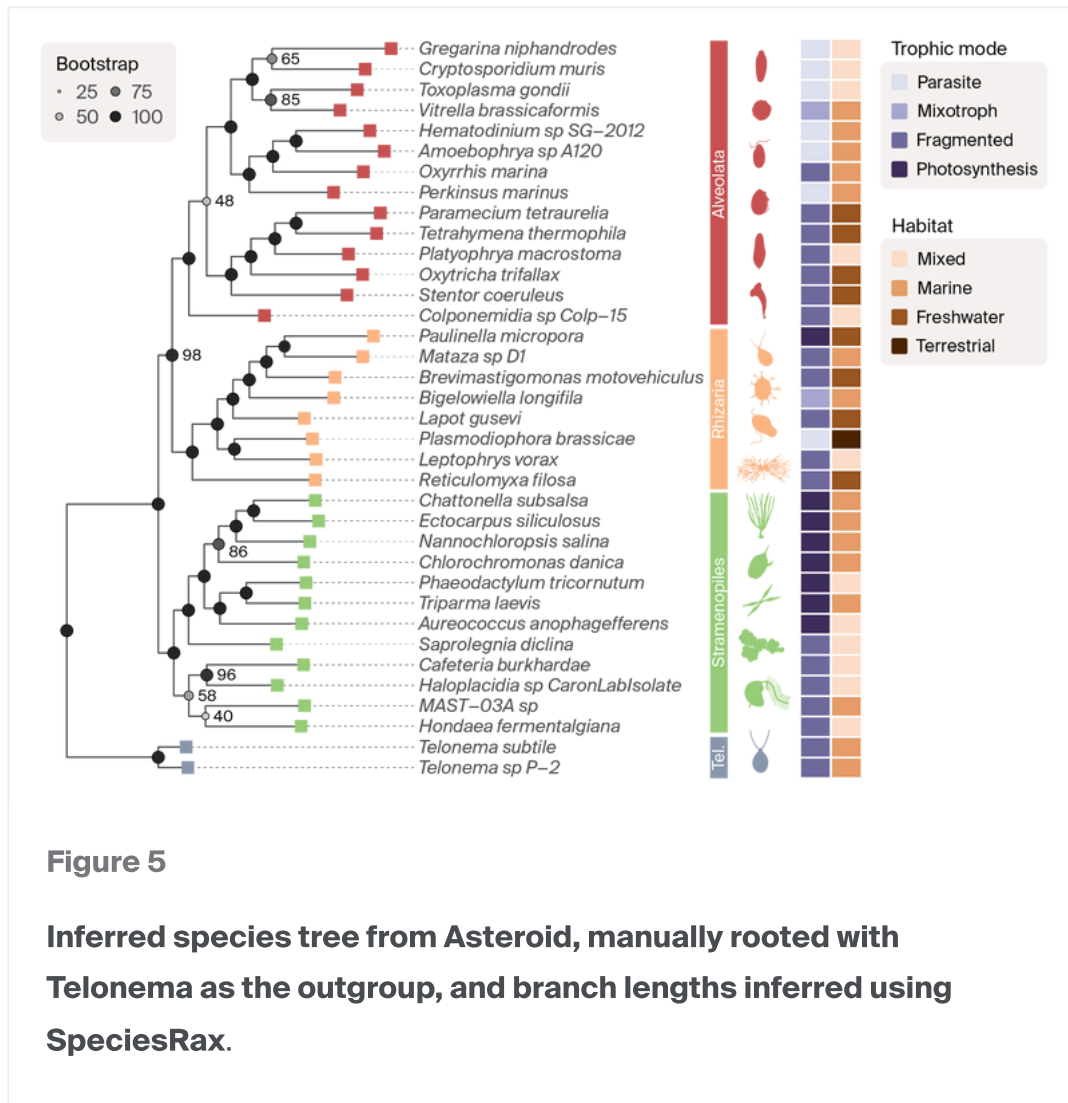 Bootstrap
25 75
50 100
65
85
48
98
86
96
58
40
Gregarina niphandrodes
Cryptosporidium muris
Toxoplasma gondii
Vitrella brassicaformis
Hematodinium sp SG–2012
Amoebophrya sp A120
Oxyrrhis marina
Perkinsus marinus
Paramecium tetraurelia
Tetrahymena thermophila
Platyophrya macrostoma
Oxytricha trifallax
Stentor coeruleus
Colponemidia sp Colp–15
Paulinella micropora
Mataza sp D1
Brevimastigomonas motovehiculus
Bigelowiella longifila
Lapot gusevi
Plasmodiophora brassicae
Leptophrys vorax
Reticulomyxa filosa
Chattonella subsalsa
Ectocarpus siliculosus
Nannochloropsis salina
Chlorochromonas danica
Phaeodactylum tricornutum
Triparma laevis
Aureococcus anophagefferens
Saprolegnia diclina
Cafeteria burkhardae
Haloplacidia sp CaronLabIsolate
MAST–03A sp
Hondaea fermentalgiana
Telonema subtile
Telonema sp P–2
Alveolata
Rhizaria
Stramenopiles
Tel.
Trophic mode
Parasite
Mixotroph
Fragmented
Photosynthesis
Habitat
Mixed
Marine
Freshwater
Terrestrial
Figure 5
Inferred species tree from Asteroid, manually rooted with
Telonema as the outgroup, and branch lengths inferred using
SpeciesRax.